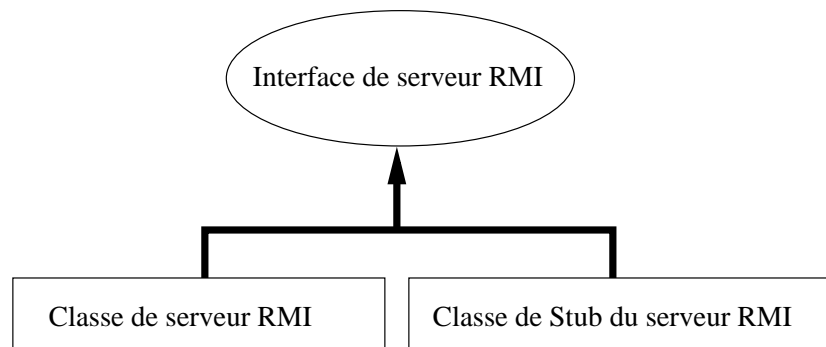 Interface de serveur RMI
Classe de serveur RMI
Classe de Stub du serveur RMI